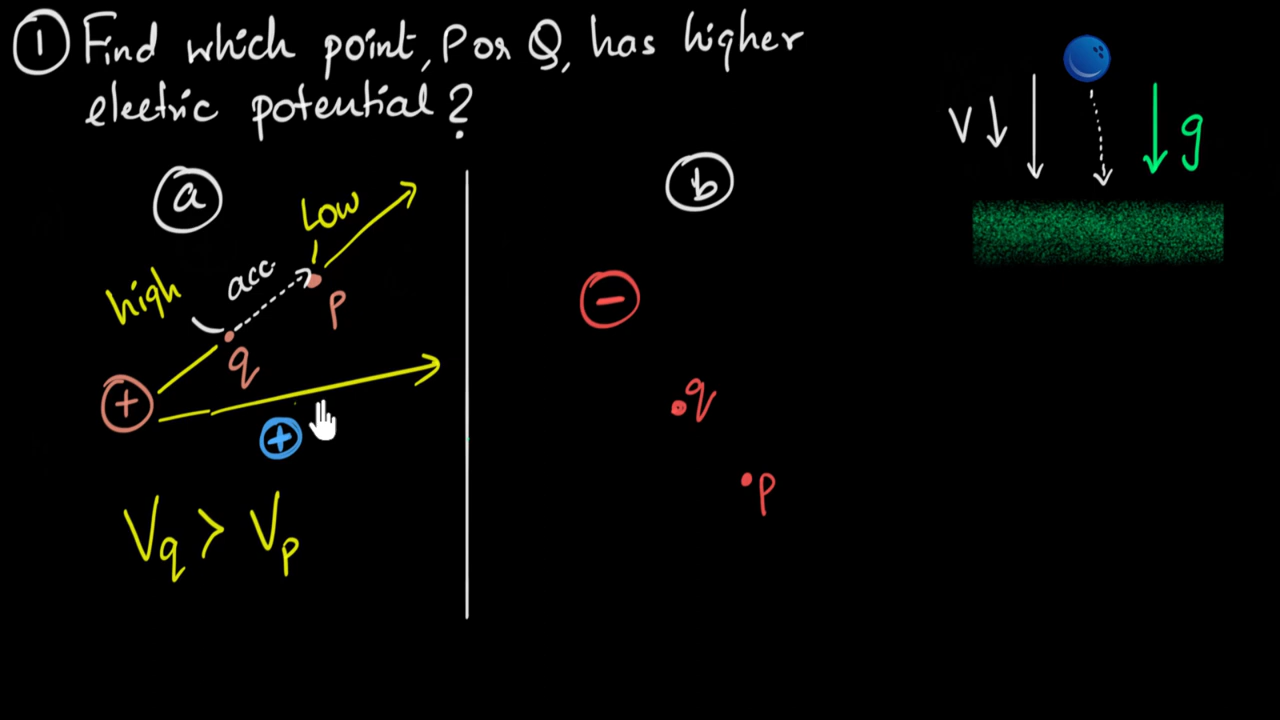 ① Find which point, P or Q, has higher
electric potential?
a
Low
high
acc.
p
q
+
+
Vq > Vp
b
−
q
p
V
g